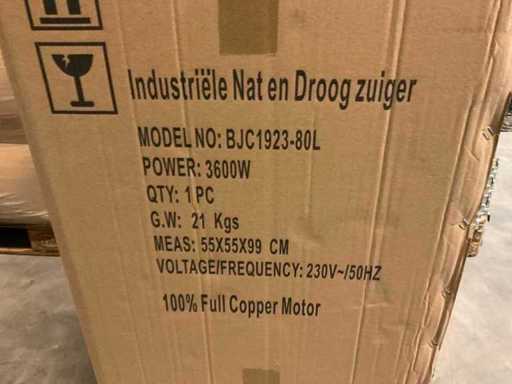 Industriële Nat en Droog zuiger
MODEL NO: BJC1923-80L
POWER: 3600W
QTY: 1 PC
G.W: 21 Kgs
MEAS: 55X55X99 CM
VOLTAGE/FREQUENCY: 230V~/50HZ
100% Full Copper Motor